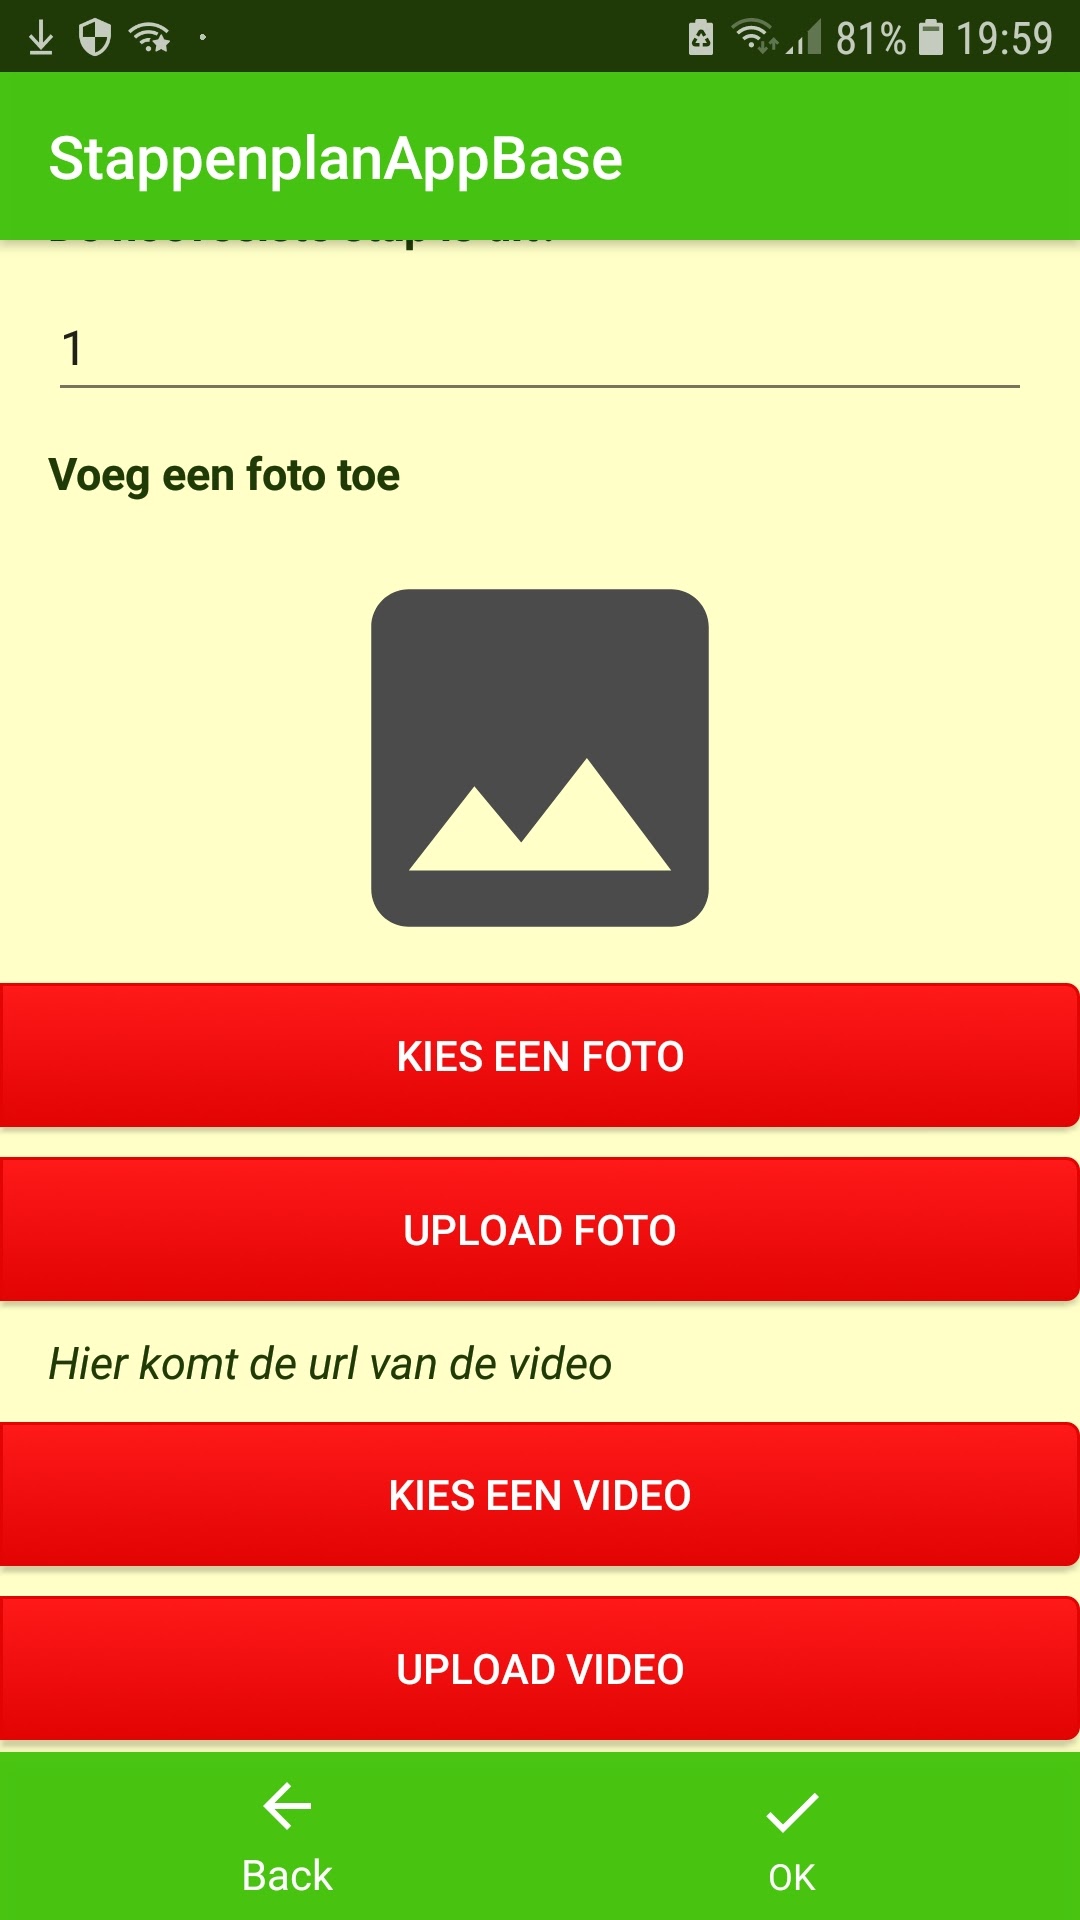 81% 19:59
StappenplanAppBase
1
Voeg een foto toe
KIES EEN FOTO
UPLOAD FOTO
Hier komt de url van de video
KIES EEN VIDEO
UPLOAD VIDEO
Back
OK